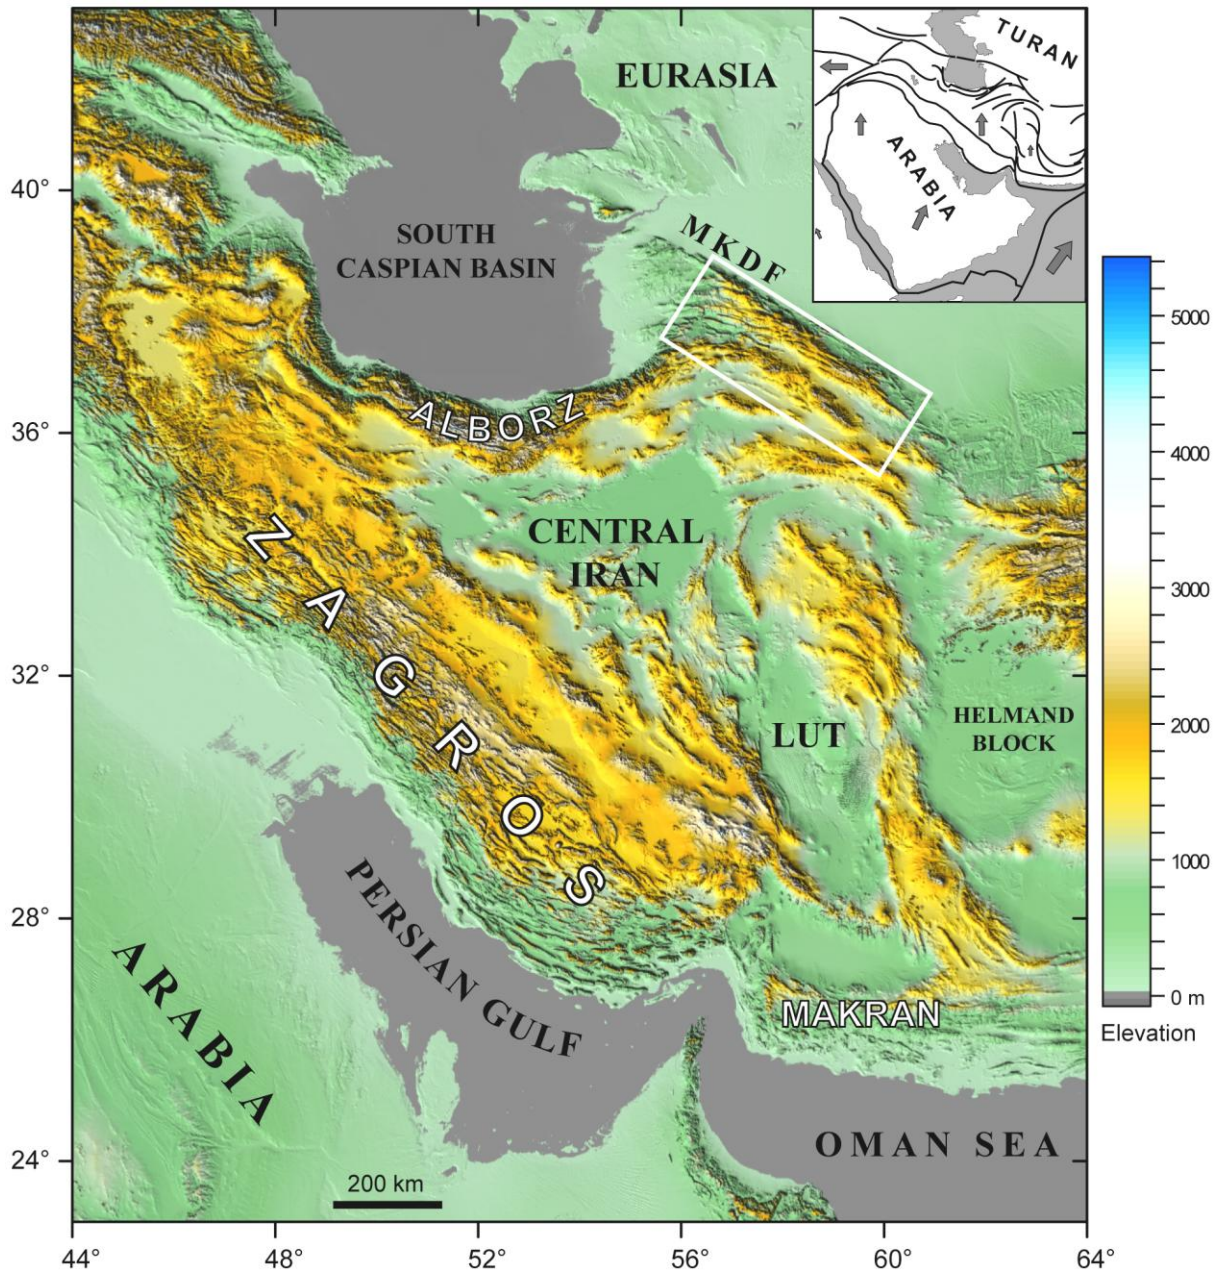 EURASIA
TURAN
ARABIA
40°
SOUTH
CASPIAN BASIN
MKDF
5000
ALBORZ
36°
4000
CENTRAL
IRAN
ZAGROS
3000
32°
LUT
HELMAND
BLOCK
2000
PERSIAN GULF
1000
28°
ARABIA
MAKRAN
0 m
Elevation
OMAN SEA
24°
200 km
44°
48°
52°
56°
60°
64°